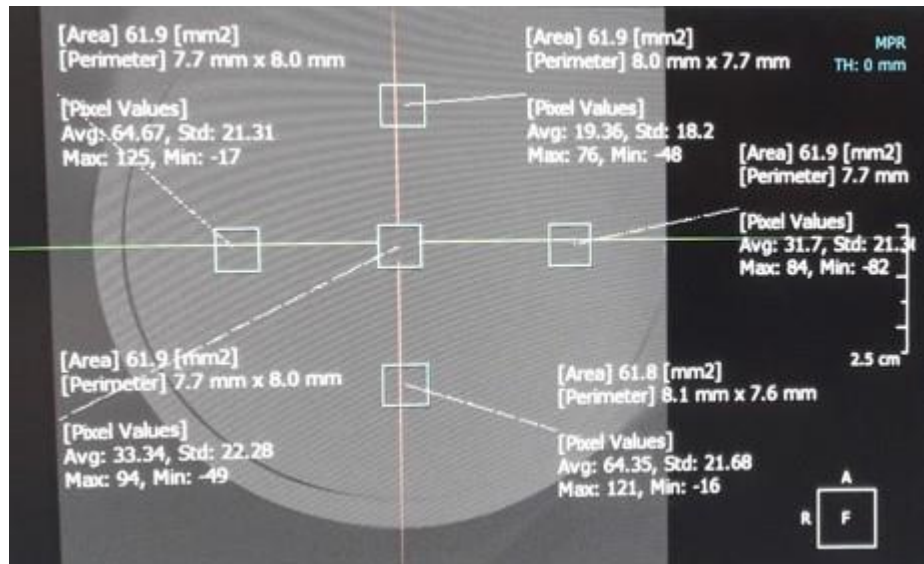 [Area] 61.9 [mm2]
[Perimeter] 7.7 mm x 8.0 mm
[Pixel Values]
Avg: 64.67, Std: 21.31
Max: 125, Min: -17
[Area] 61.9 [mm2]
[Perimeter] 8.0 mm x 7.7 mm
[Pixel Values]
Avg: 19.36, Std: 18.2
Max: 76, Min: -48
MPR
TH: 0 mm
[Area] 61.9 [mm2]
[Perimeter] 7.7 mm
[Pixel Values]
Avg: 31.7, Std:
Max: 84, Min: -82
2.5 cm
[Area] 61.9 [mm2]
[Perimeter] 7.7 mm x 8.0 mm
[Pixel Values]
Avg: 33.34, Std: 22.28
Max: 94, Min: -49
[Area] 61.8 [mm2]
[Perimeter] 8.1 mm x 7.6 mm
[Pixel Values]
Avg: 64.35, Std: 21.68
Max: 121, Min: -16
A
R
F